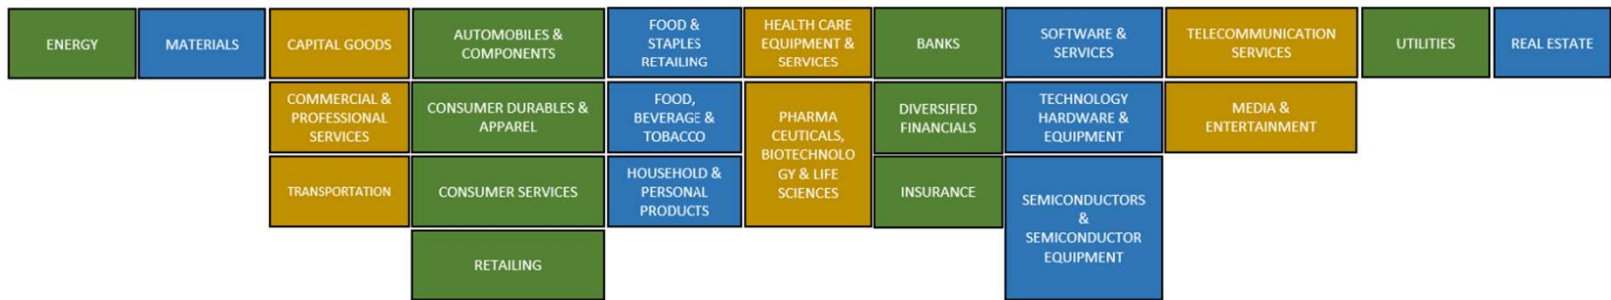 ENERGY
MATERIALS
CAPITAL GOODS
AUTOMOBILES &
COMPONENTS
FOOD &
STAPLES
RETAILING
HEALTH CARE
EQUIPMENT &
SERVICES
BANKS
SOFTWARE &
SERVICES
TELECOMMUNICATION
SERVICES
UTILITIES
REAL ESTATE
COMMERCIAL &
PROFESSIONAL
SERVICES
CONSUMER DURABLES &
APPAREL
FOOD,
BEVERAGE &
TOBACCO
PHARMA
CEUTICALS,
BIOTECHNOLO
GY & LIFE
SCIENCES
DIVERSIFIED
FINANCIALS
TECHNOLOGY
HARDWARE &
EQUIPMENT
MEDIA &
ENTERTAINMENT
TRANSPORTATION
CONSUMER SERVICES
HOUSEHOLD &
PERSONAL
PRODUCTS
INSURANCE
SEMICONDUCTORS
&
SEMICONDUCTOR
EQUIPMENT
RETAILING